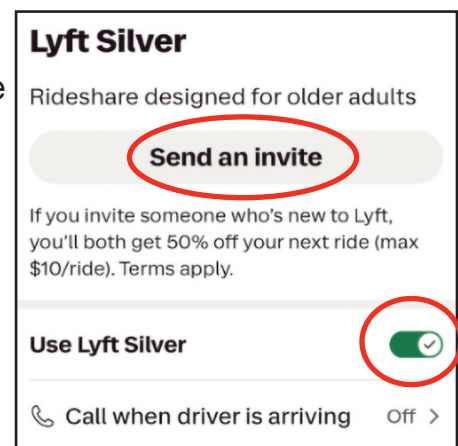 Lyft Silver
e
Rideshare designed for older adults
Send an invite
If you invite someone who's new to Lyft,
you'll both get 50% off your next ride (max
$10/ride). Terms apply.
Use Lyft Silver
Call when driver is arriving Off >